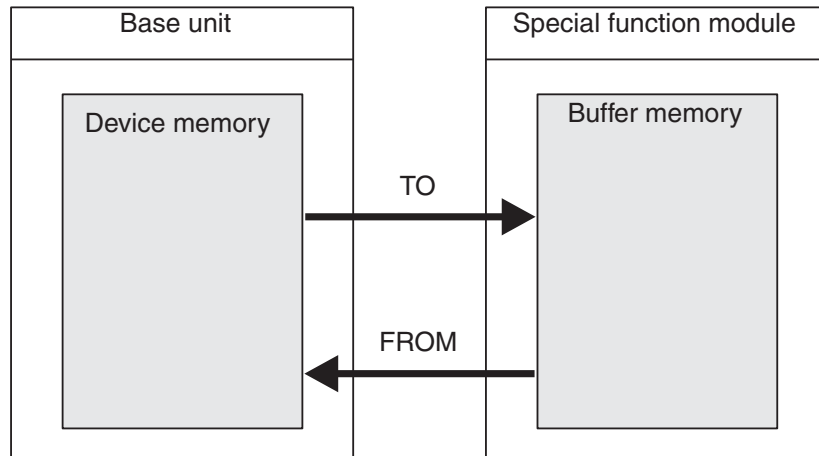 Base unit
Special function module
Device memory
Buffer memory
TO
FROM